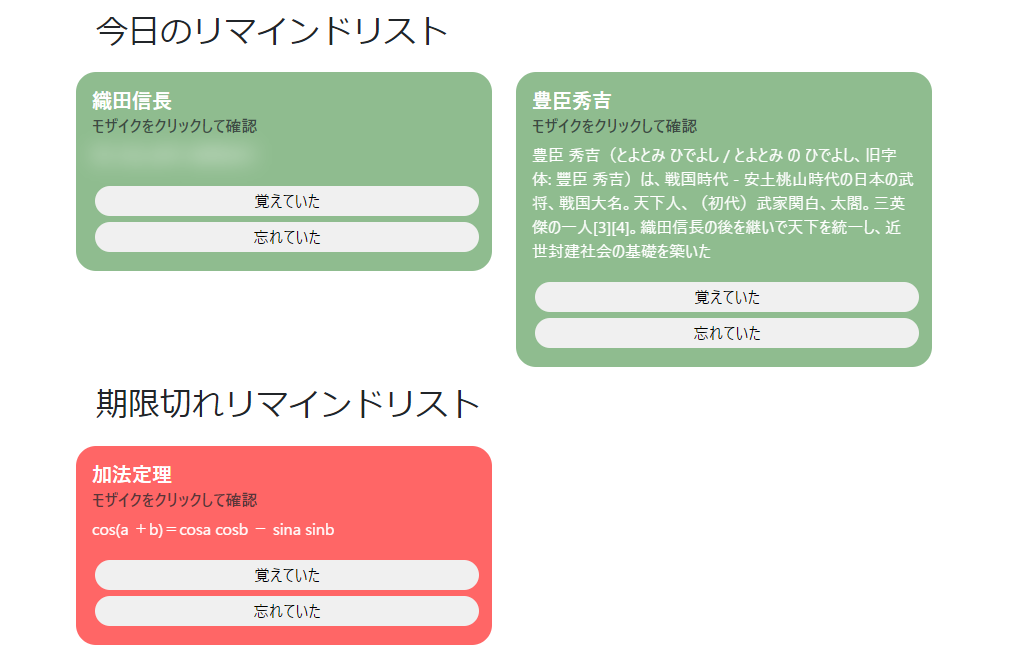 今日のリマインドリスト
織田信長
モザイクをクリックして確認
覚えていた
忘れていた
豊臣秀吉
モザイクをクリックして確認
豊臣 秀吉（とよとみ ひでよし / とよとみ の ひでよし、旧字
体: 豐臣 秀吉）は、戦国時代 - 安土桃山時代の日本の武
将、戦国大名。天下人、（初代）武家関白、太閤。三英
傑の一人[3][4]。織田信長の後を継いで天下を統一し、近
世封建社会の基礎を築いた
覚えていた
忘れていた
期限切れリマインドリスト
加法定理
モザイクをクリックして確認
cos(a ＋b)＝cosa cosb － sina sinb
覚えていた
忘れていた